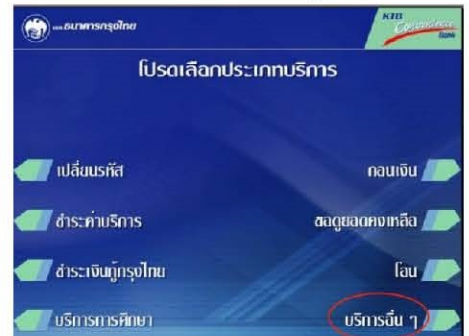 บมจ.ธนาคารกรุงไทย
KTB
Convenience
Bank
โปรดเลือกประเภทบริการ
เปลี่ยนรหัส
ถอนเงิน
ชำระค่าบริการ
ขอดูยอดคงเหลือ
ชำระเงินกู้กรุงไทย
โอน
บริการการศึกษา
บริการอื่น ๆ